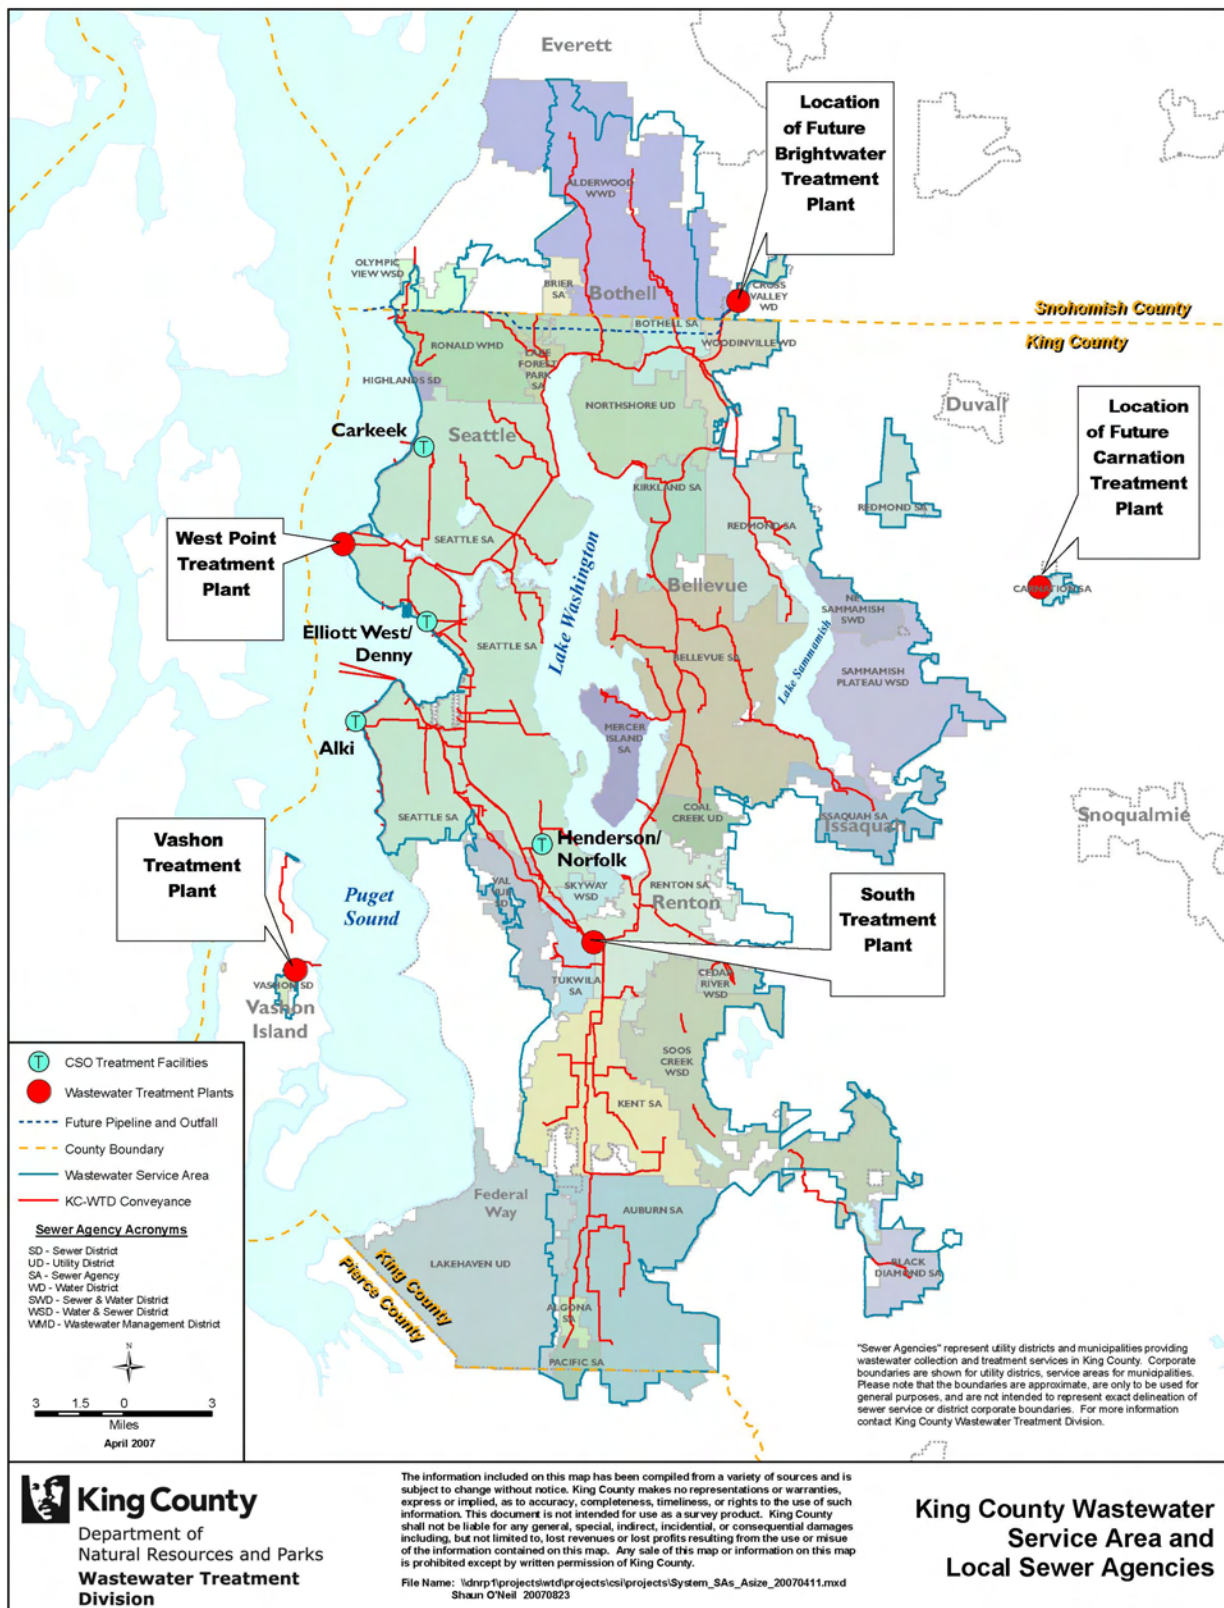 Everett
Location
of Future
Brightwater
Treatment
Plant
ALDERWOOD
WWD
OLYMPIC
VIEW WSD
BRIER
SA
Bothell
CROSS
VALLEY
WD
Snohomish County
King County
BOTHELL SA
WOODINVILLE WD
RONALD WMD
LAKE
FOREST
PARK
SA
HIGHLANDS SD
NORTHSHORE UD
Duvall
Location
of Future
Carnation
Treatment
Plant
Carkeek
T
Seattle
KIRKLAND SA
REDMOND SA
REDMOND SA
West Point
Treatment
Plant
SEATTLE SA
Lake Washington
Bellevue
CARNATION SA
NE
SAMMAMISH
SWD
Elliott West/
Denny
T
SEATTLE SA
BELLEVUE SA
Lake Sammamish
SAMMAMISH
PLATEAU WSD
T
Alki
MERCER
ISLAND
SA
SEATTLE SA
COAL
CREEK UD
ISSAQUAH SA
Issaquah
Snoqualmie
Vashon
Treatment
Plant
T
Henderson/
Norfolk
VAL
VUE
SD
SKYWAY
WSD
RENTON SA
Renton
South
Treatment
Plant
Puget
Sound
VASHON SD
Vashon
Island
TUKWILA
SA
CEDAR
RIVER
WSD
SOOS
CREEK
WSD
KENT SA
T CSO Treatment Facilities
Wastewater Treatment Plants
Future Pipeline and Outfall
County Boundary
Wastewater Service Area
KC-WTD Conveyance
Sewer Agency Acronyms
SD - Sewer District
UD - Utility District
SA - Sewer Agency
WD - Water District
SWD - Sewer & Water District
WSD - Water & Sewer District
WMD - Wastewater Management District
N
3 1.5 0 3
Miles
April 2007
Federal
Way
AUBURN SA
LAKEHAVEN UD
King County
Pierce County
BLACK
DIAMOND SA
ALGONA
SA
PACIFIC SA
"Sewer Agencies" represent utility districts and municipalities providing
wastewater collection and treatment services in King County. Corporate
boundaries are shown for utility districs, service areas for municipalities.
Please note that the boundaries are approximate, are only to be used for
general purposes, and are not intended to represent exact delineation of
sewer service or district corporate boundaries. For more information
contact King County Wastewater Treatment Division.
King County
Department of
Natural Resources and Parks
Wastewater Treatment
Division
The information included on this map has been compiled from a variety of sources and is
subject to change without notice. King County makes no representations or warranties,
express or implied, as to accuracy, completeness, timeliness, or rights to the use of such
information. This document is not intended for use as a survey product. King County
shall not be liable for any general, special, indirect, incidental, or consequential damages
including, but not limited to, lost revenues or lost profits resulting from the use or misue
of the information contained on this map. Any sale of this map or information on this map
is prohibited except by written permission of King County.
File Name: \\dnrp1\projects\wtd\projects\csi\projects\System_SAs_Asize_20070411.mxd
Shaun O'Neil 20070823
King County Wastewater
Service Area and
Local Sewer Agencies